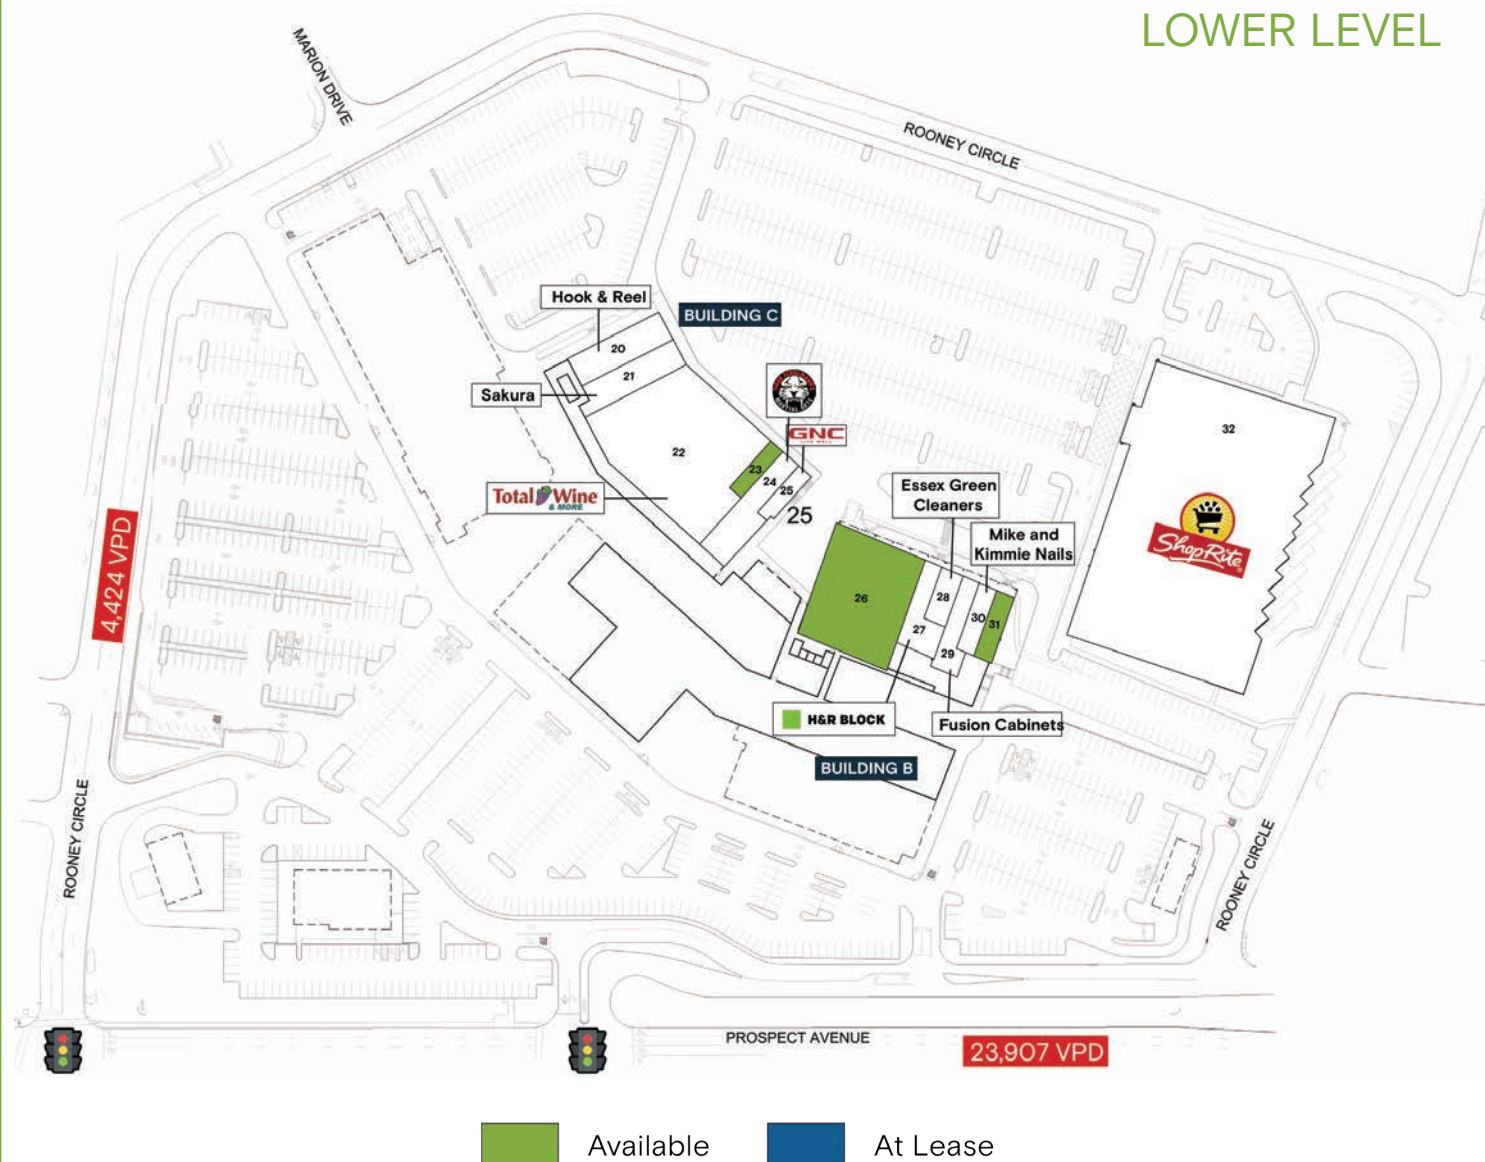 LOWER LEVEL
MARION DRIVE
ROONEY CIRCLE
Hook & Reel
BUILDING C
20
21
Sakura
GNC
LIVE WELL
22
23
24
25
25
Total Wine
& MORE
32
ShopRite
Essex Green
Cleaners
Mike and
Kimmie Nails
26
27
28
29
30
31
H&R BLOCK
Fusion Cabinets
BUILDING B
4,424 VPD
ROONEY CIRCLE
ROONEY CIRCLE
PROSPECT AVENUE
23,907 VPD
Available
At Lease